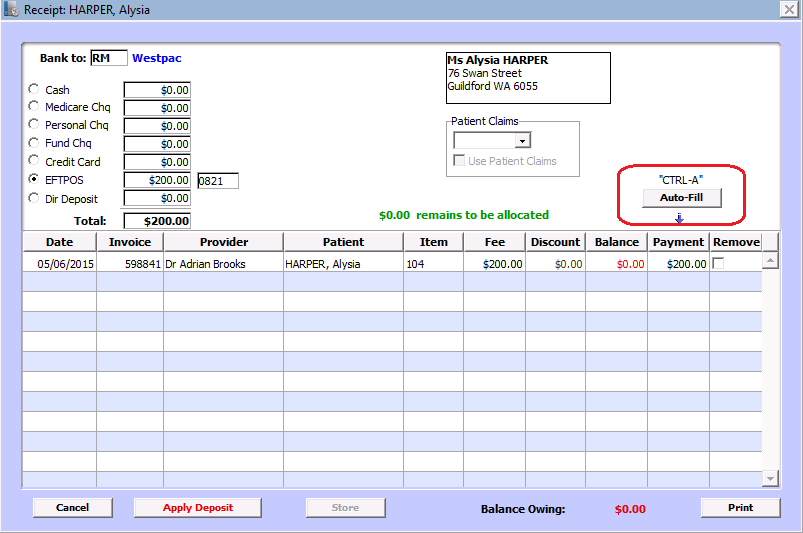 Receipt: HARPER, Alysia
Bank to: RM Westpac
Cash $0.00
Medicare Chq $0.00
Personal Chq $0.00
Fund Chq $0.00
Credit Card $0.00
EFTPOS $200.00 0821
Dir Deposit $0.00
Total: $200.00
Ms Alysia HARPER
76 Swan Street
Guildford WA 6055
Patient Claims
Use Patient Claims
"CTRL-A"
Auto-Fill
$0.00 remains to be allocated
Date Invoice Provider Patient Item Fee Discount Balance Payment Remove
05/06/2015 598841 Dr Adrian Brooks HARPER, Alysia 104 $200.00 $0.00 $0.00 $200.00
Cancel Apply Deposit Store Balance Owing: $0.00 Print